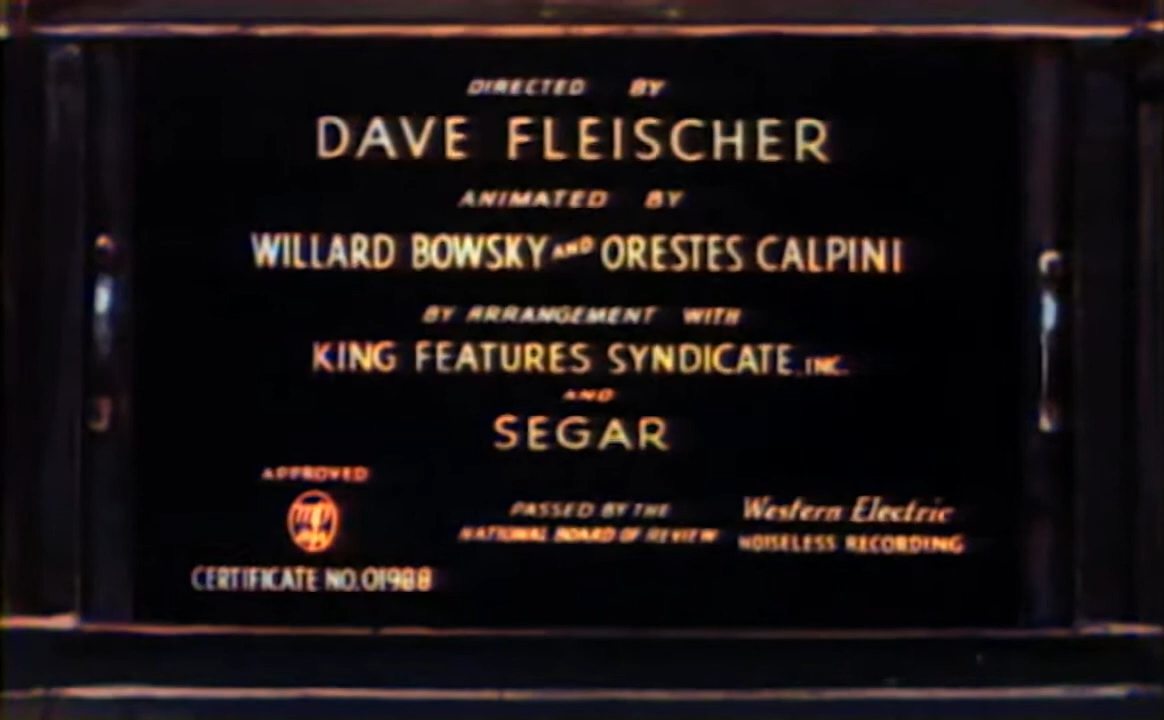 DIRECTED BY
DAVE FLEISCHER
ANIMATED BY
WILLARD BOWSKY AND ORESTES CALPINI
BY ARRANGEMENT WITH
KING FEATURES SYNDICATE, INC.
AND
SEGAR
APPROVED
PASSED BY THE
NATIONAL BOARD OF REVIEW
Western Electric
NOISELESS RECORDING
CERTIFICATE NO. 01988